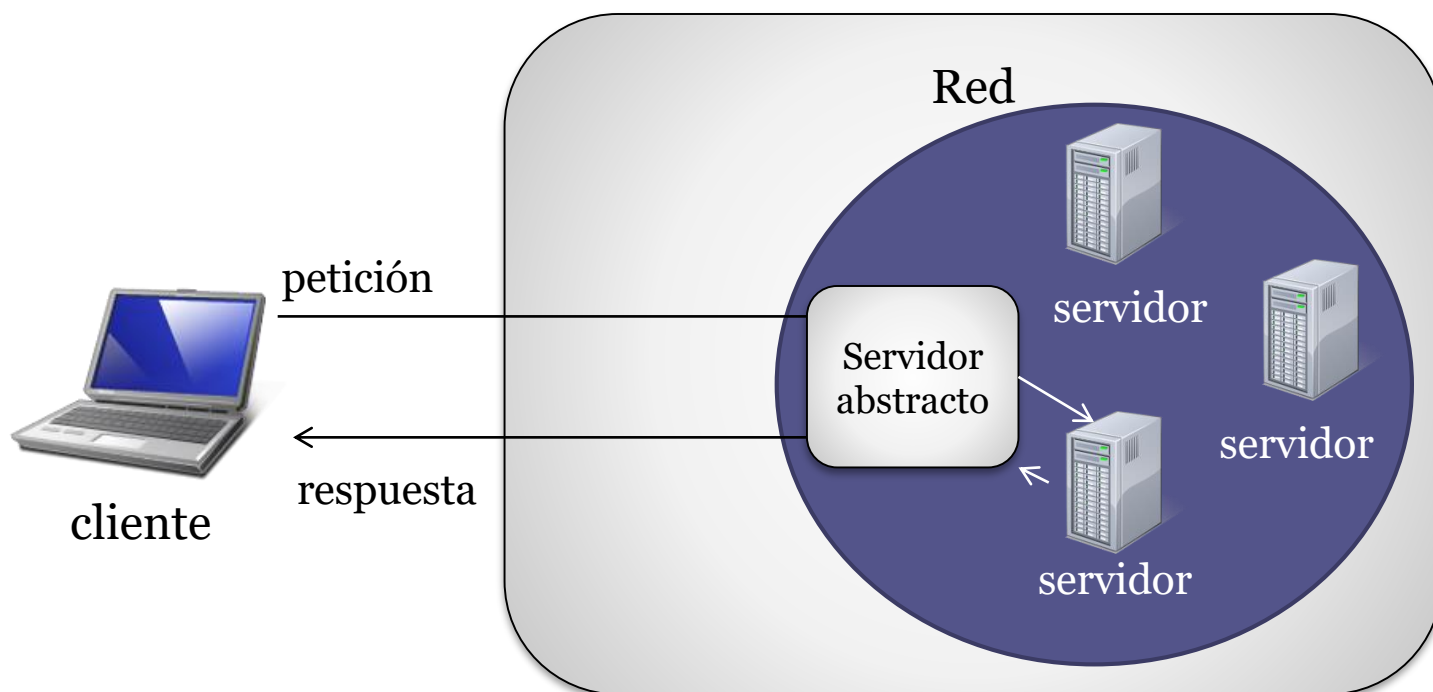 Red
petición
servidor
Servidor
abstracto
servidor
respuesta
cliente
servidor